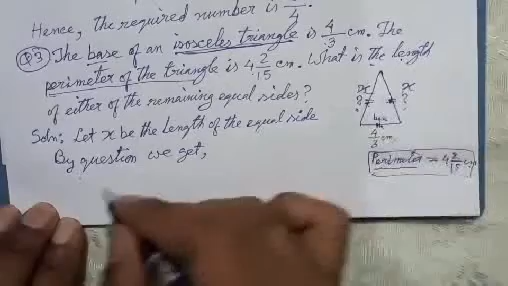 Hence, the required number is 1/4.
Q3 The base of an isosceles triangle is 4/3 cm. The
perimeter of the triangle is 4 2/15 cm. What is the length
of either of the remaining equal sides?
Soln: Let x be the length of the equal side
By question we get,
x x
? ?
4/3 cm
Perimeter = 4 2/15 cm